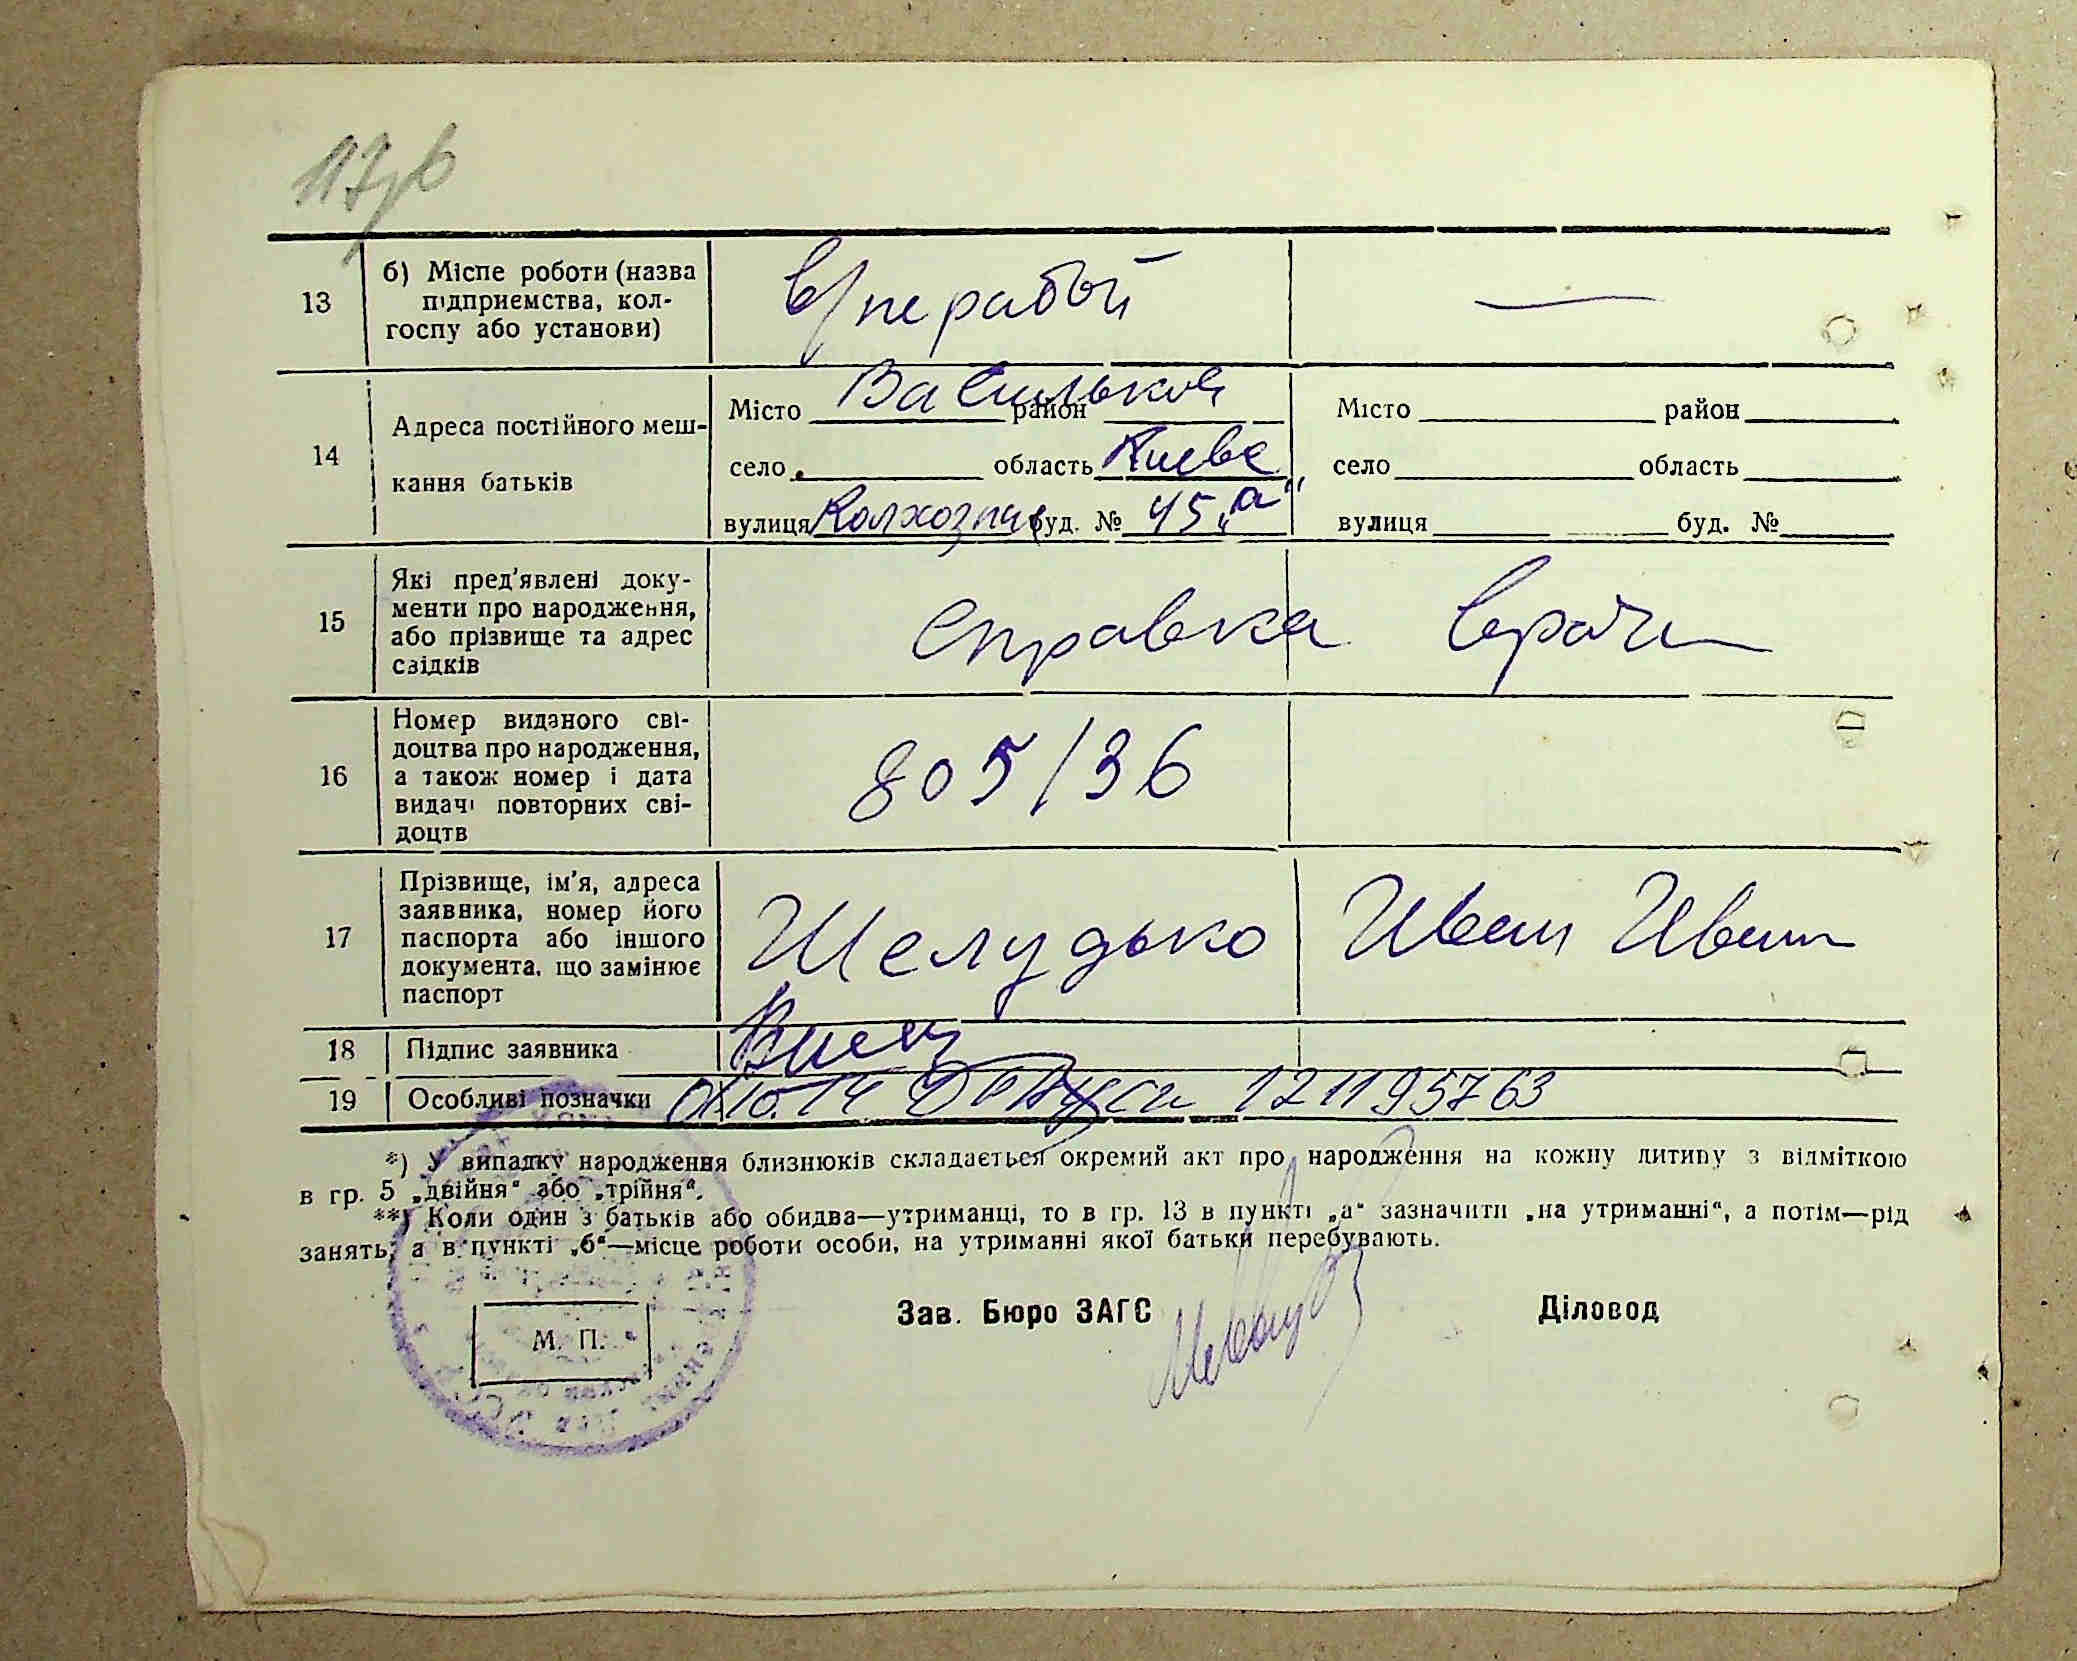 13
б) Місце роботи (назва
підприємства, кол-
госпу або установи)
—
14
Адреса постійного меш-
кання батьків
Місто Васильков район
село область Киевс
вулиця Колхозная буд. № 45 „а“
Місто район
село область
вулиця буд. №
15
Які пред'явлені доку-
менти про народження,
або прізвище та адрес
свідків
Справка врача
16
Номер виданого сві-
доцтва про народження,
а також номер і дата
видачі повторних сві-
доцтв
805/36
17
Прізвище, ім'я, адреса
заявника, номер його
паспорта або іншого
документа, що замінює
паспорт
Шелудько Иван Иван
18
Підпис заявника
19
Особливі позначки
1211195763
*) У випадку народження близнюків складається окремий акт про народження на кожну дитину з відміткою
в гр. 5 „двійня“ або „трійня“.
**) Коли один з батьків або обидва—утриманці, то в гр. 13 в пункті „а“ зазначити „на утриманні“, а потім—рід
занять, а в пункті „б“—місце роботи особи, на утриманні якої батьки перебувають.
Зав. Бюро ЗАГС
Діловод
М. П.